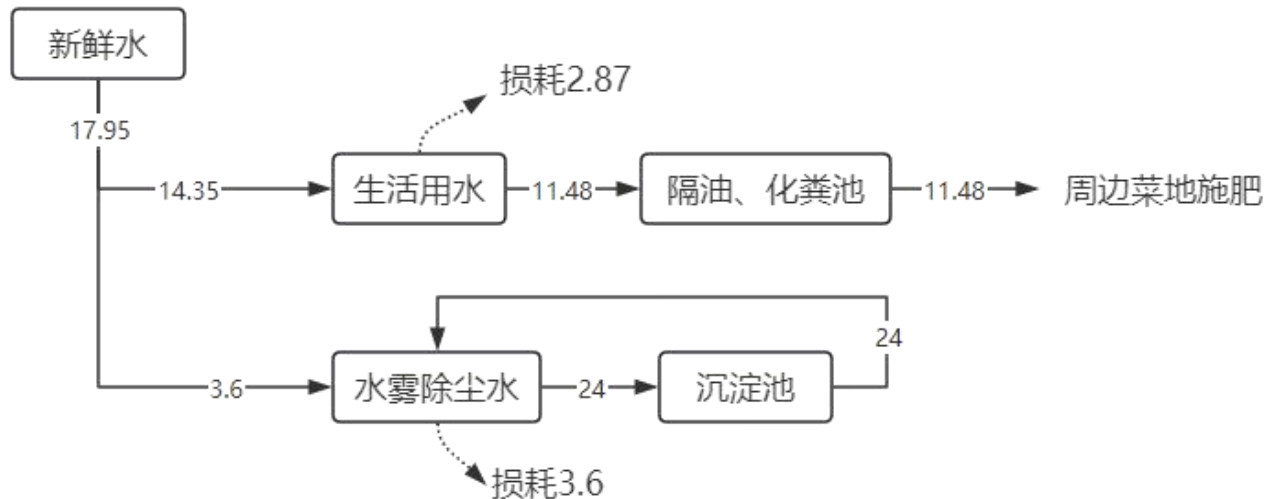 新鲜水
损耗2.87
17.95
14.35
生活用水
11.48
隔油、化粪池
11.48
周边菜地施肥
24
3.6
水雾除尘水
24
沉淀池
损耗3.6